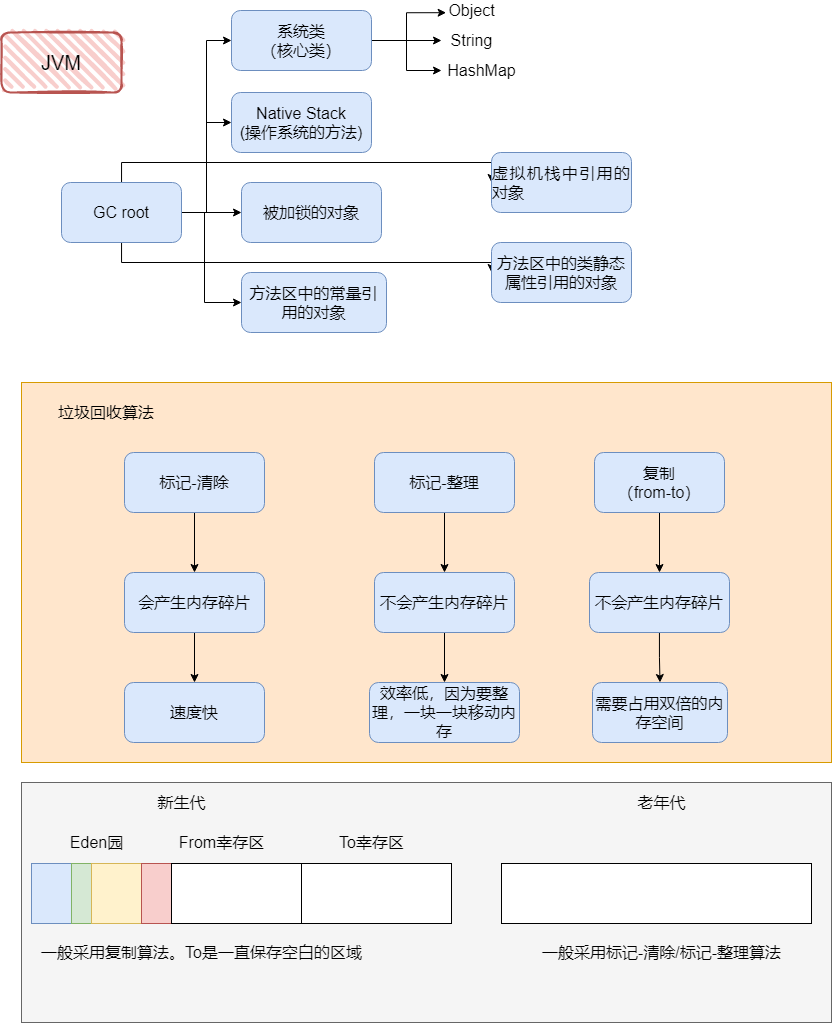 JVM
系统类
（核心类）
Object
String
HashMap
Native Stack
(操作系统的方法)
虚拟机栈中引用的
对象
GC root
被加锁的对象
方法区中的类静态
属性引用的对象
方法区中的常量引
用的对象
垃圾回收算法
标记-清除
标记-整理
复制
（from-to）
会产生内存碎片
不会产生内存碎片
不会产生内存碎片
速度快
效率低，因为要整
理，一块一块移动内
存
需要占用双倍的内
存空间
新生代
老年代
Eden园
From幸存区
To幸存区
一般采用复制算法。To是一直保存空白的区域
一般采用标记-清除/标记-整理算法